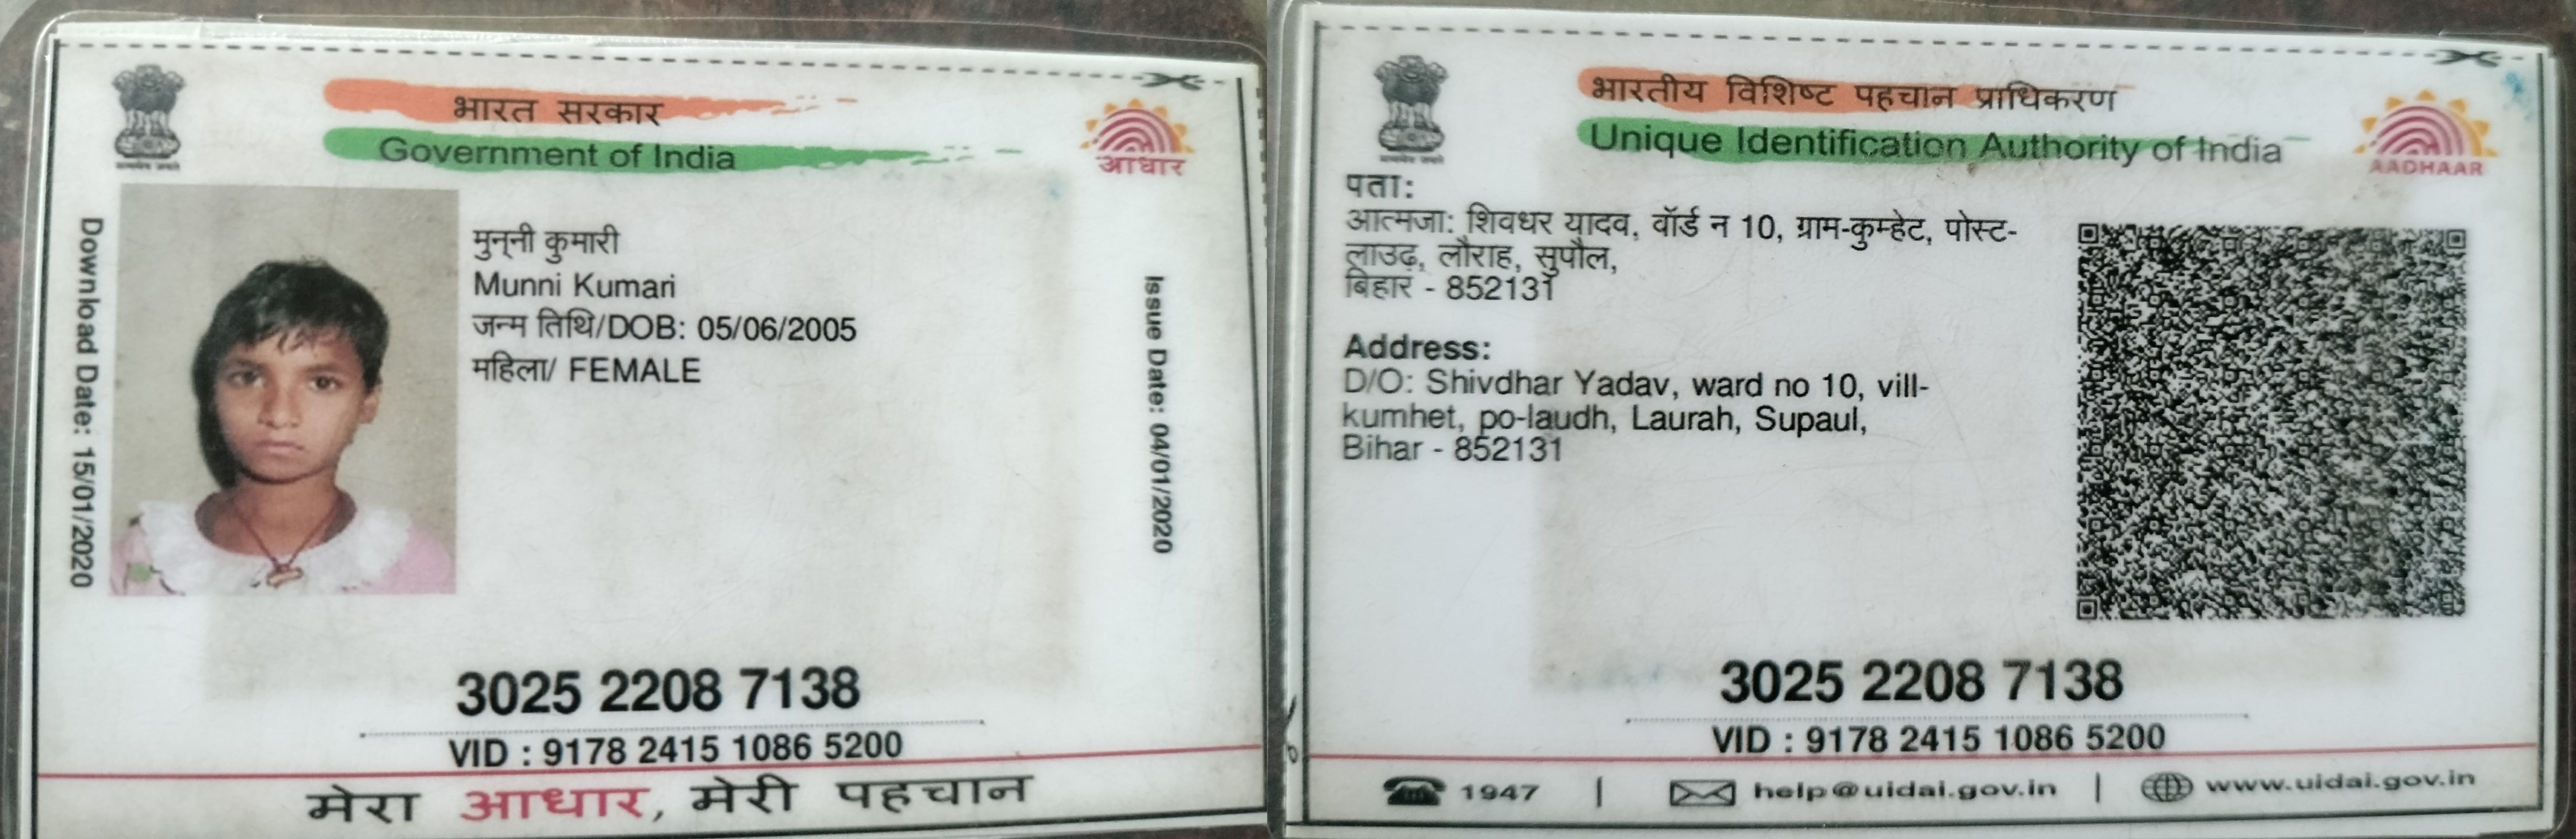 भारत सरकार
Government of India
आधार
Download Date: 15/01/2020
मुन्नी कुमारी
Munni Kumari
जन्म तिथि/DOB: 05/06/2005
महिला/ FEMALE
Issue Date: 04/01/2020
3025 2208 7138
VID : 9178 2415 1086 5200
मेरा आधार, मेरी पहचान
भारतीय विशिष्ट पहचान प्राधिकरण
Unique Identification Authority of India
AADHAAR
पता:
आत्मजा: शिवधर यादव, वॉर्ड न 10, ग्राम-कुम्हेट, पोस्ट-
लाउढ़, लौराह, सुपौल,
बिहार - 852131
Address:
D/O: Shivdhar Yadav, ward no 10, vill-
kumhet, po-laudh, Laurah, Supaul,
Bihar - 852131
3025 2208 7138
VID : 9178 2415 1086 5200
1947 | help@uidai.gov.in | www.uidai.gov.in